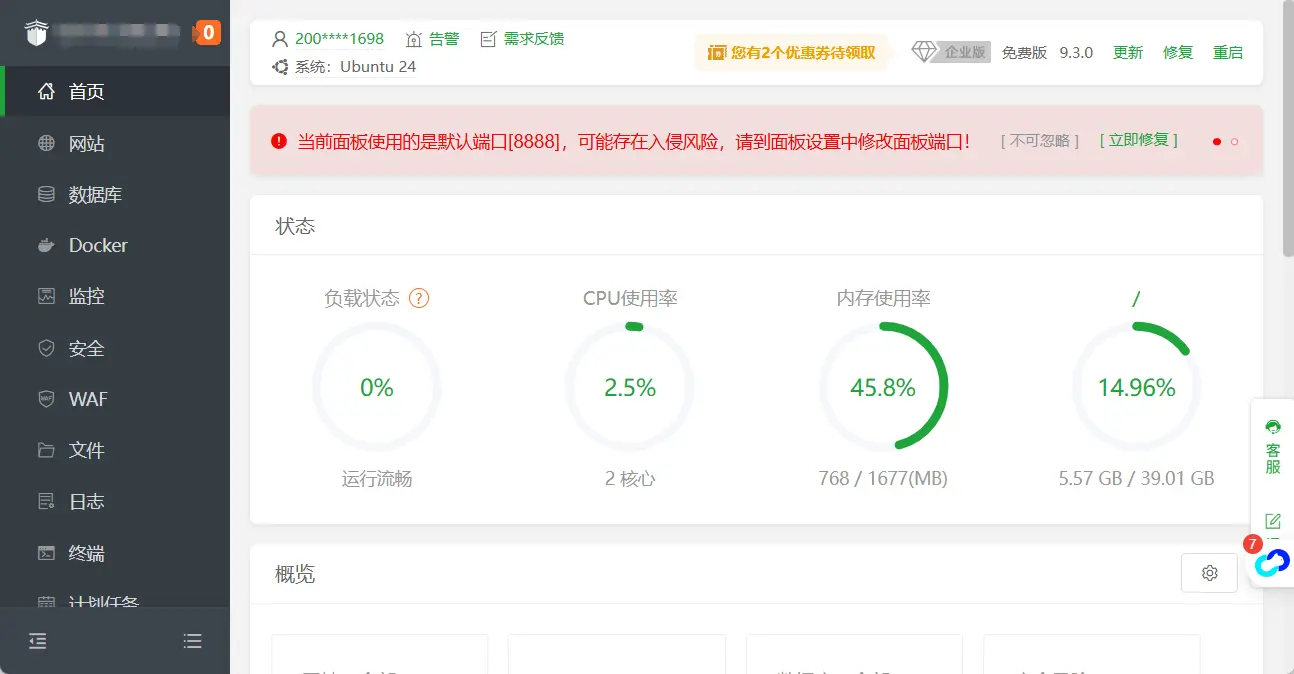 0
首页
网站
数据库
Docker
监控
安全
WAF
文件
日志
终端
计划任务
200****1698 告警 需求反馈
系统： Ubuntu 24
您有2个优惠券待领取 企业版 免费版 9.3.0 更新 修复 重启
当前面板使用的是默认端口[8888]，可能存在入侵风险，请到面板设置中修改面板端口！ [ 不可忽略 ] [ 立即修复 ]
状态
负载状态 ? CPU使用率 内存使用率 /
0% 2.5% 45.8% 14.96%
运行流畅 2 核心 768 / 1677(MB) 5.57 GB / 39.01 GB
概览
客服
7